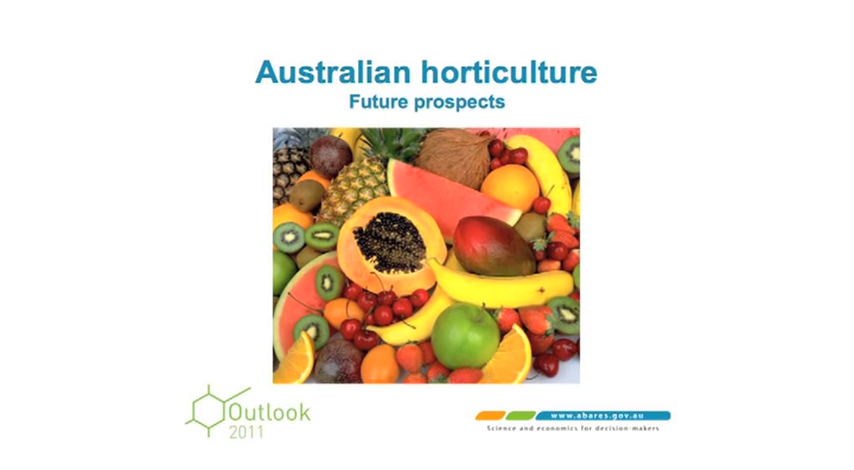 Australian horticulture
Future prospects
Outlook
2011
www.abares.gov.au
Science and economics for decision-makers